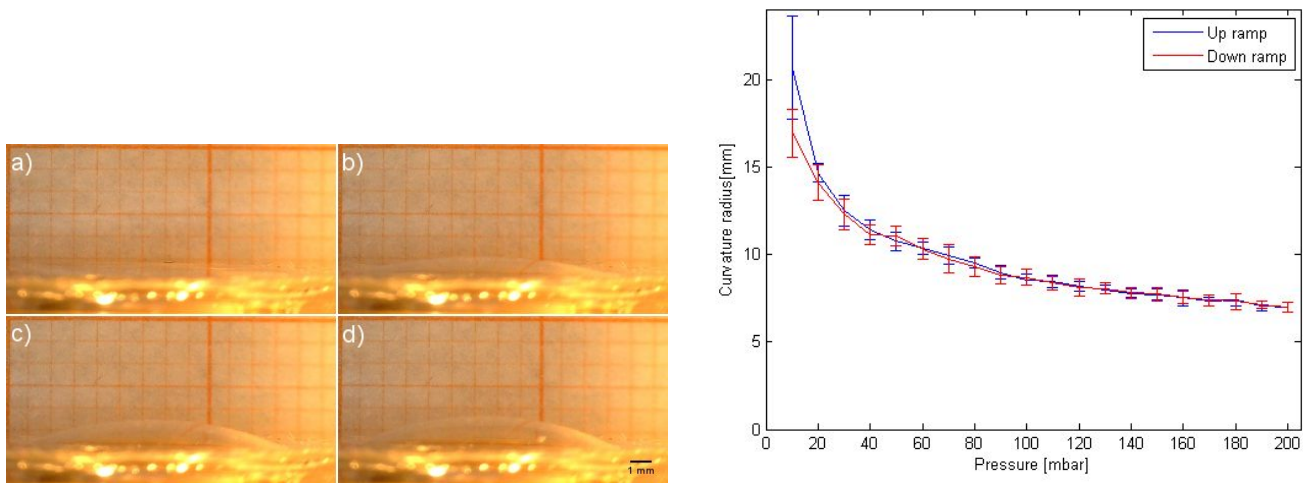 a)
b)
c)
d)
1 mm
Up ramp
Down ramp
Curvature radius[mm]
20
15
10
5
0
0 20 40 60 80 100 120 140 160 180 200
Pressure [mbar]